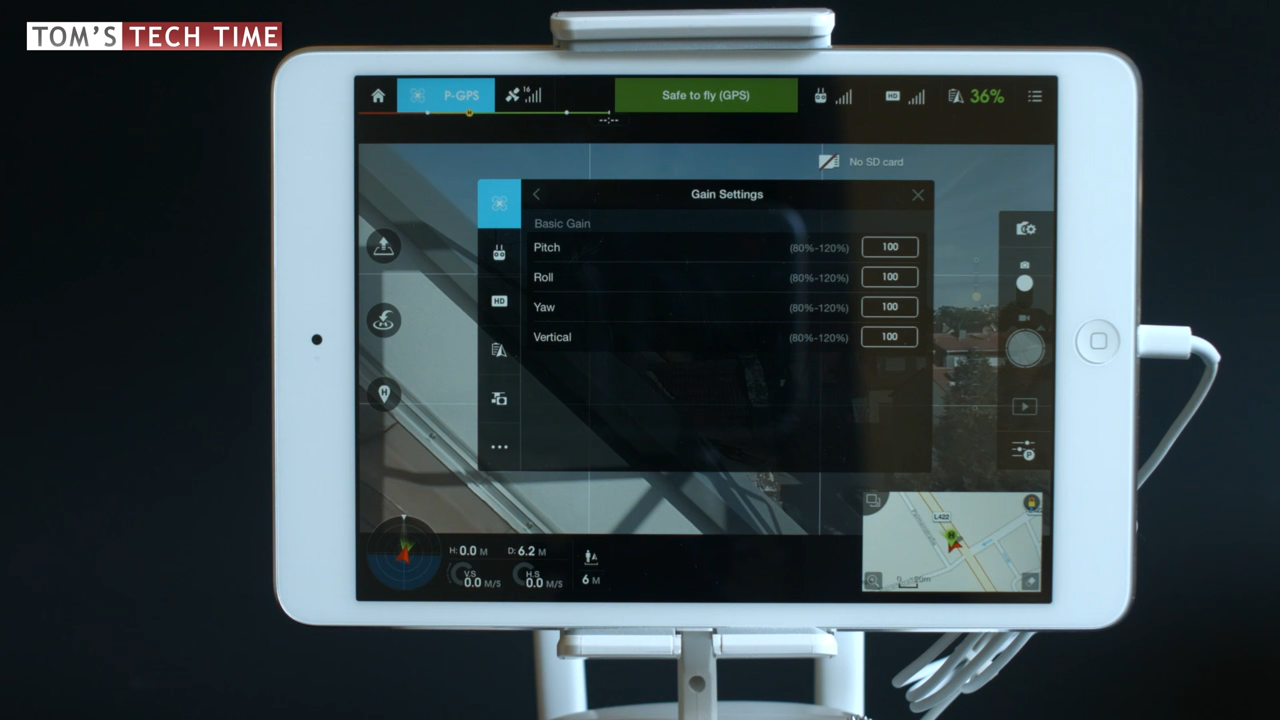 TOM'S TECH TIME
P-GPS
16
Safe to fly (GPS)
HD
36%
No SD card
Gain Settings
Basic Gain
Pitch (80%-120%) 100
Roll (80%-120%) 100
Yaw (80%-120%) 100
Vertical (80%-120%) 100
HD
P
L422
H
H: 0.0 M D: 6.2 M
V.S 0.0 M/S H.S 0.0 M/S
6 M
0 20m